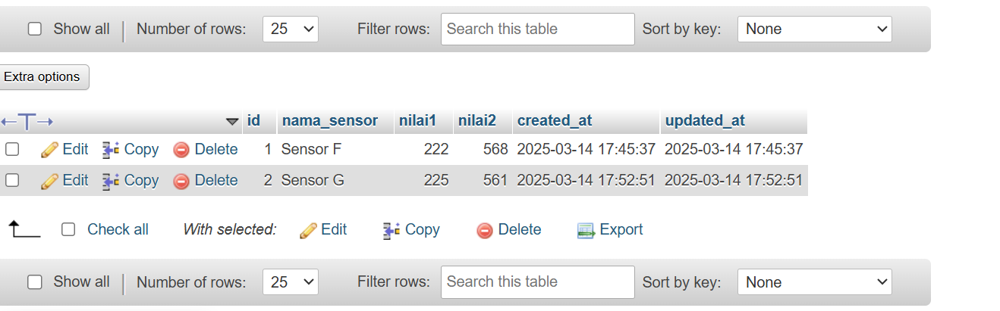 Show all Number of rows: 25 Filter rows: Search this table Sort by key: None
Extra options
id nama_sensor nilai1 nilai2 created_at updated_at
Edit Copy Delete 1 Sensor F 222 568 2025-03-14 17:45:37 2025-03-14 17:45:37
Edit Copy Delete 2 Sensor G 225 561 2025-03-14 17:52:51 2025-03-14 17:52:51
Check all With selected: Edit Copy Delete Export
Show all Number of rows: 25 Filter rows: Search this table Sort by key: None